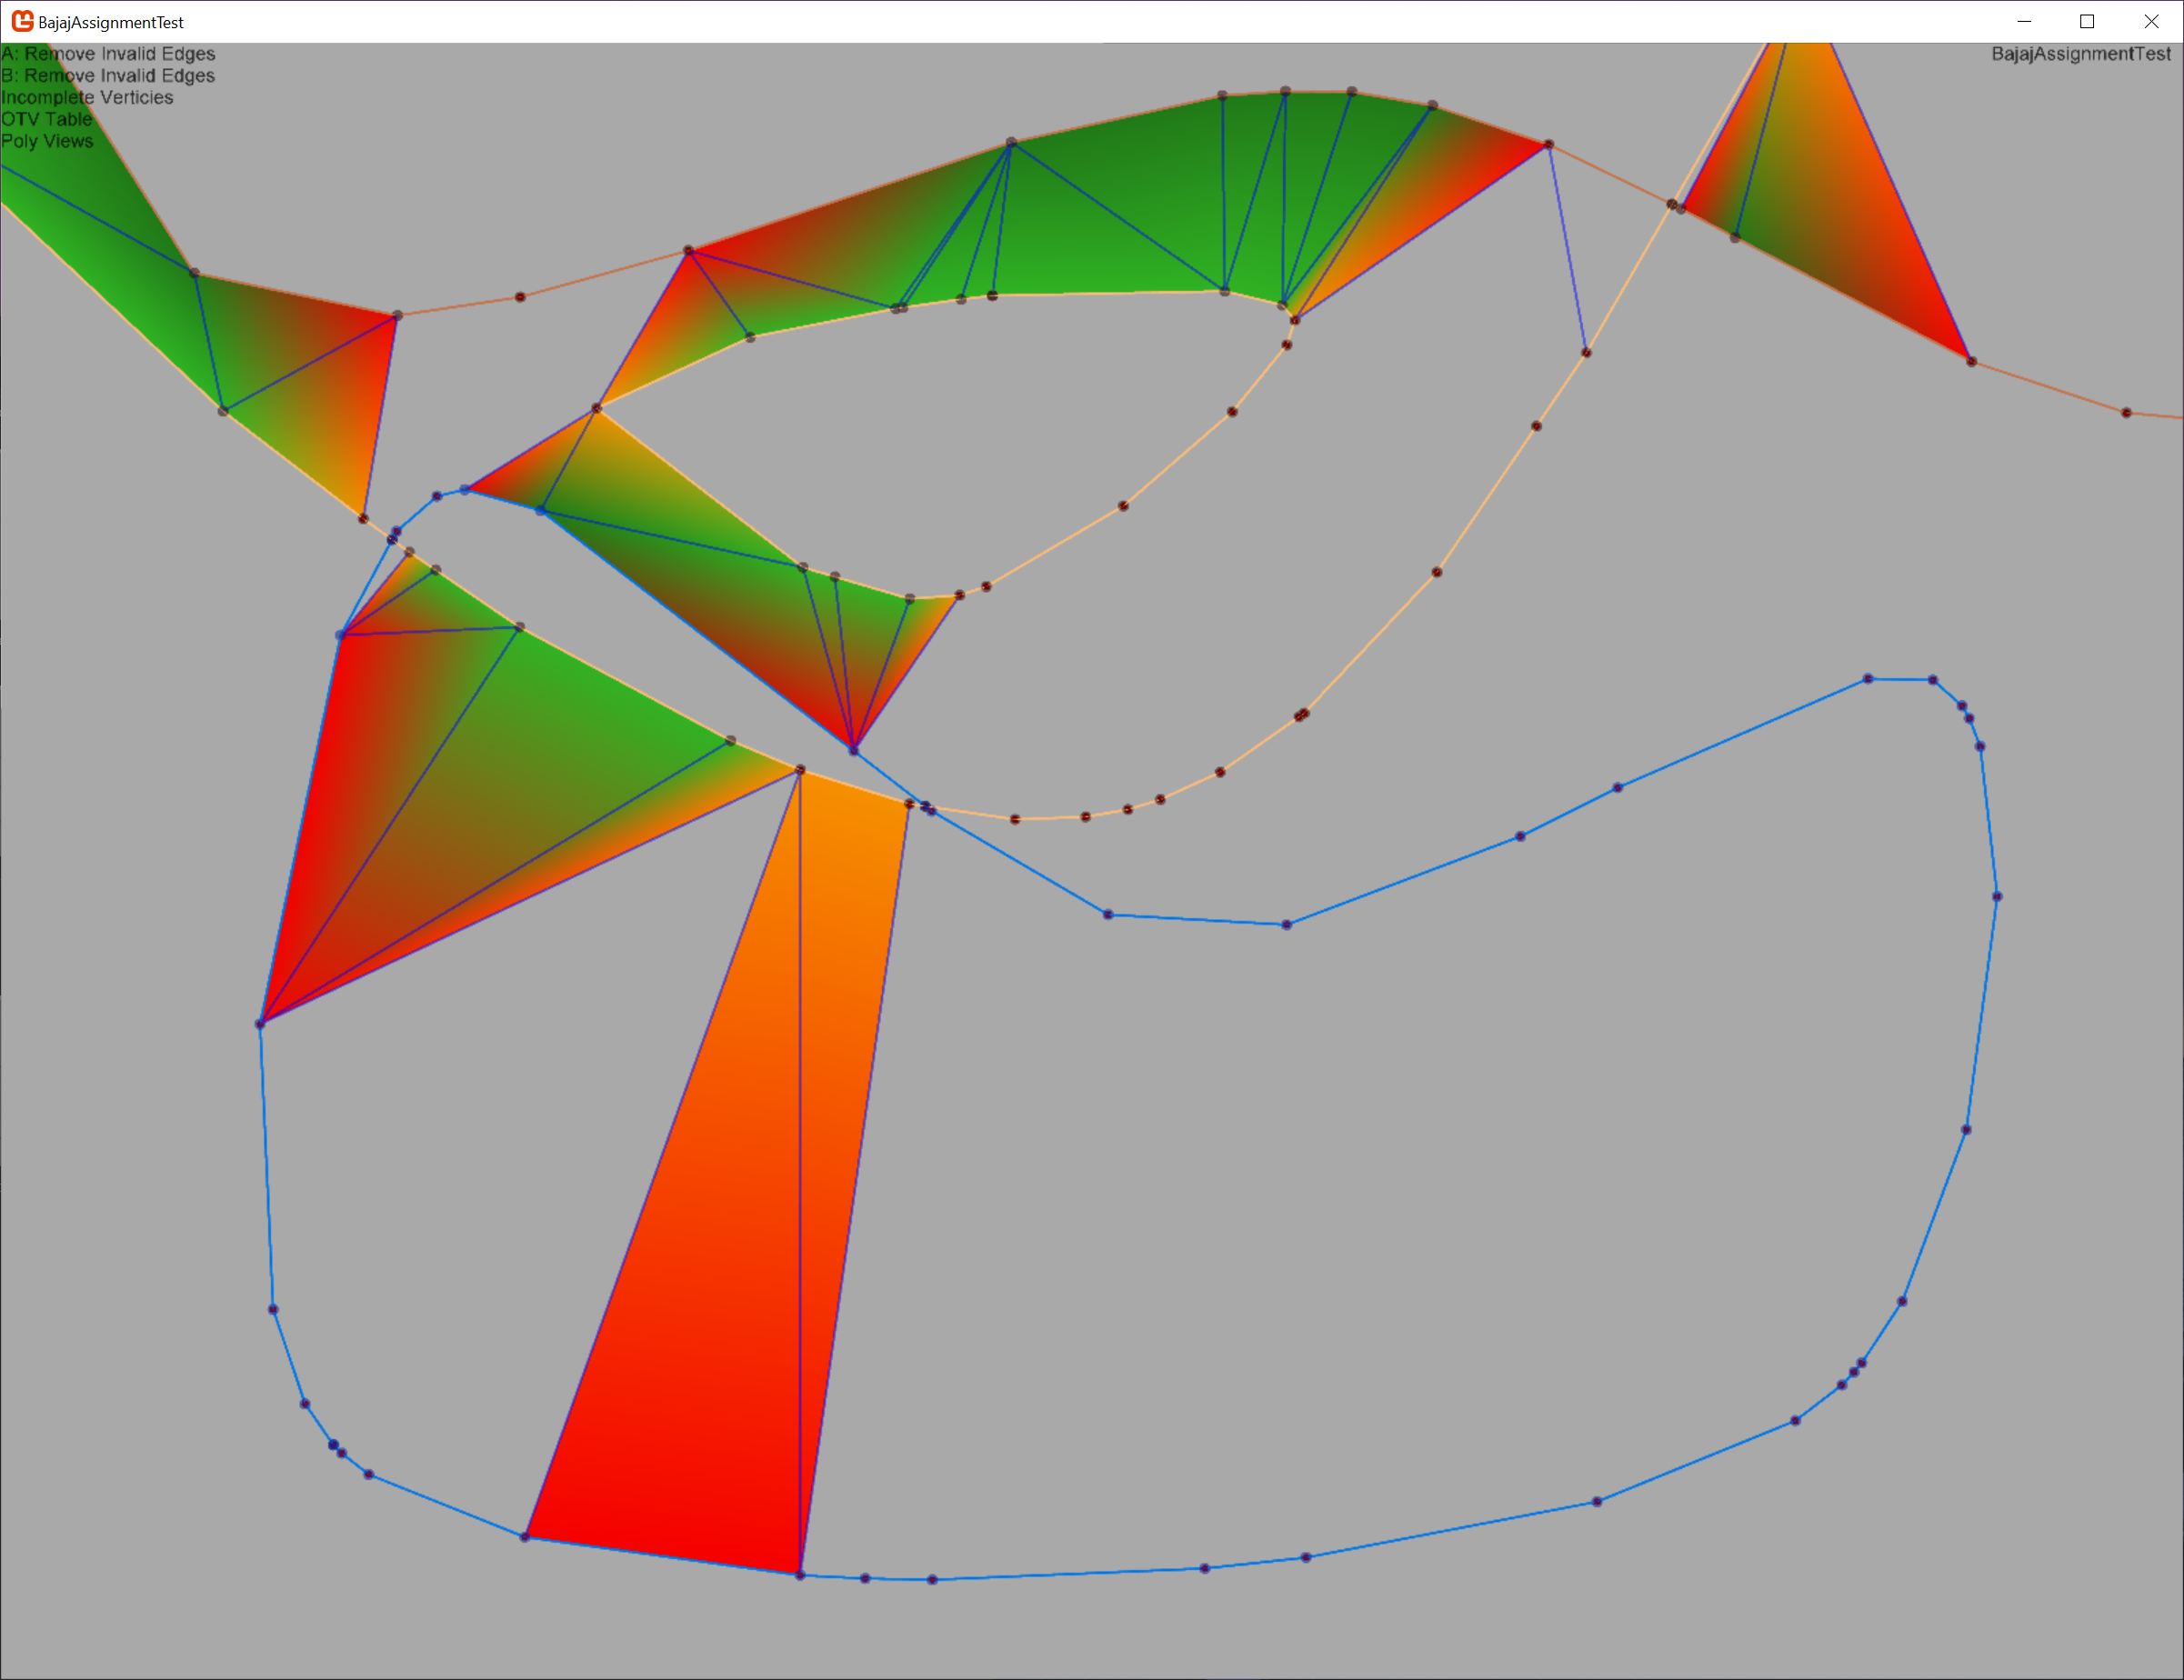 BajajAssignmentTest
A: Remove Invalid Edges
B: Remove Invalid Edges
Incomplete Verticies
OTV Table
Poly Views
BajajAssignmentTest